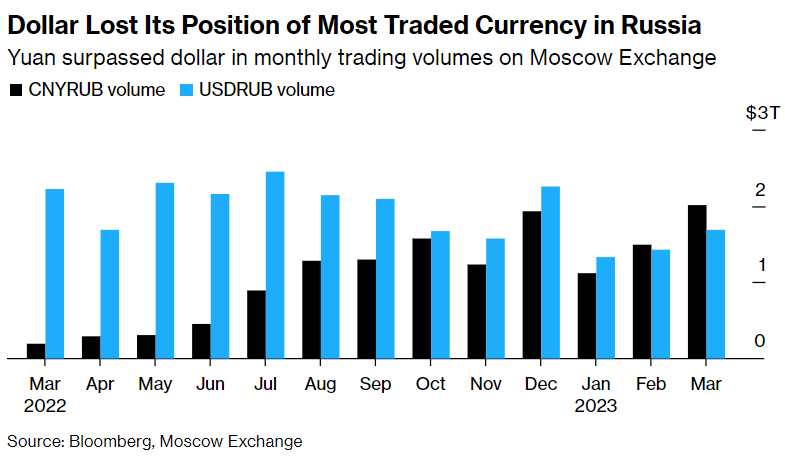 Dollar Lost Its Position of Most Traded Currency in Russia
Yuan surpassed dollar in monthly trading volumes on Moscow Exchange
CNYRUB volume USDRUB volume
$3T
2
1
0
Mar Apr May Jun Jul Aug Sep Oct Nov Dec Jan Feb Mar
2022 2023
Source: Bloomberg, Moscow Exchange